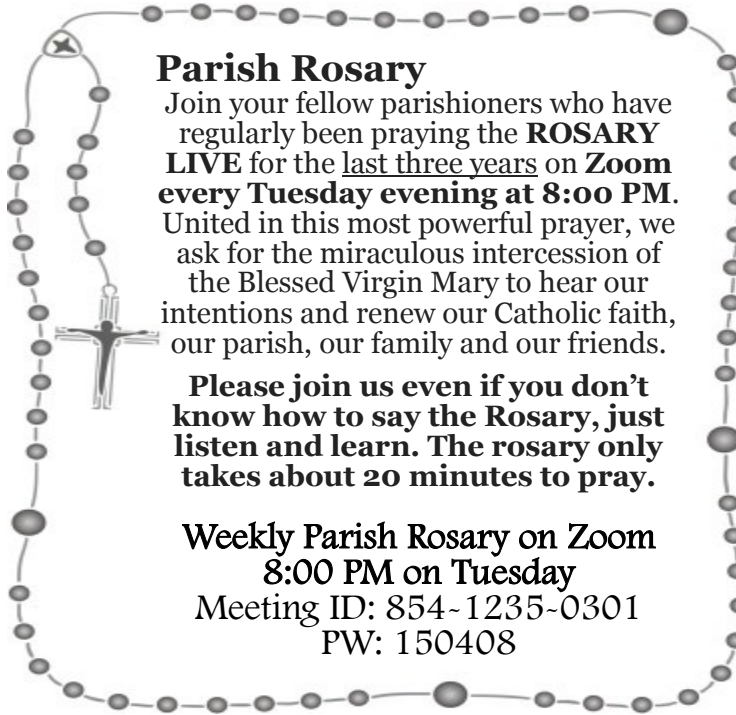 Parish Rosary
Join your fellow parishioners who have
regularly been praying the ROSARY
LIVE for the last three years on Zoom
every Tuesday evening at 8:00 PM.
United in this most powerful prayer, we
ask for the miraculous intercession of
the Blessed Virgin Mary to hear our
intentions and renew our Catholic faith,
our parish, our family and our friends.
Please join us even if you don’t
know how to say the Rosary, just
listen and learn. The rosary only
takes about 20 minutes to pray.
Weekly Parish Rosary on Zoom
8:00 PM on Tuesday
Meeting ID: 854-1235-0301
PW: 150408